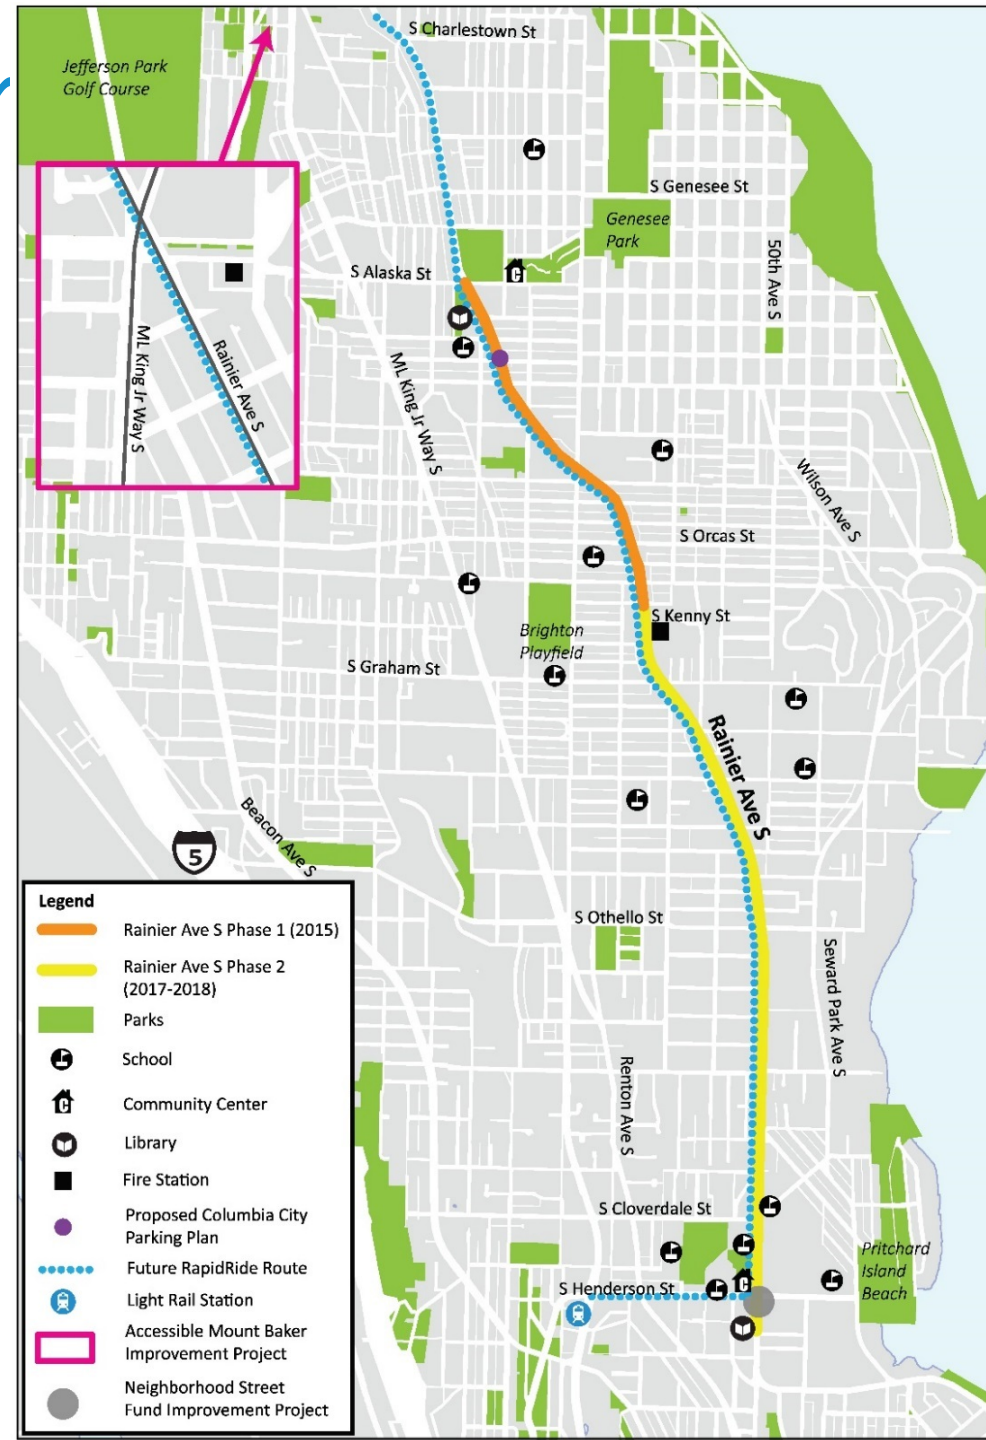 S Charlestown St
Jefferson Park
Golf Course
S Genesee St
Genesee
Park
50th Ave S
S Alaska St
C
ML King Jr Way S
Rainier Ave S
ML King Jr Way S
Wilson Ave S
S Orcas St
S Kenny St
Brighton
Playfield
S Graham St
Rainier Ave S
Beacon Ave S
5
S Othello St
Seward Park Ave S
Renton Ave S
S Cloverdale St
Pritchard
Island
Beach
S Henderson St
C
Legend
Rainier Ave S Phase 1 (2015)
Rainier Ave S Phase 2
(2017-2018)
Parks
School
C
Community Center
Library
Fire Station
Proposed Columbia City
Parking Plan
Future RapidRide Route
Light Rail Station
Accessible Mount Baker
Improvement Project
Neighborhood Street
Fund Improvement Project